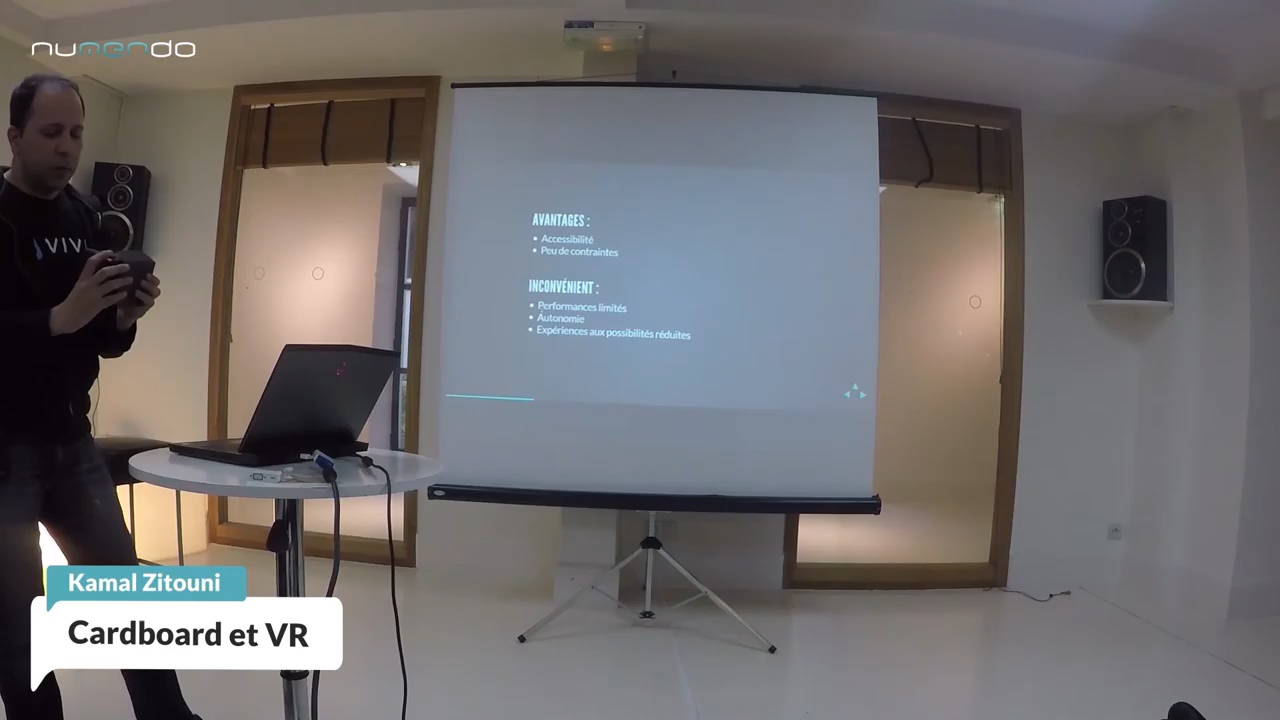 numendo
VIVE
AVANTAGES :
• Accessibilité
• Peu de contraintes
INCONVÉNIENT :
• Performances limités
• Autonomie
• Expériences aux possibilités réduites
Kamal Zitouni
Cardboard et VR